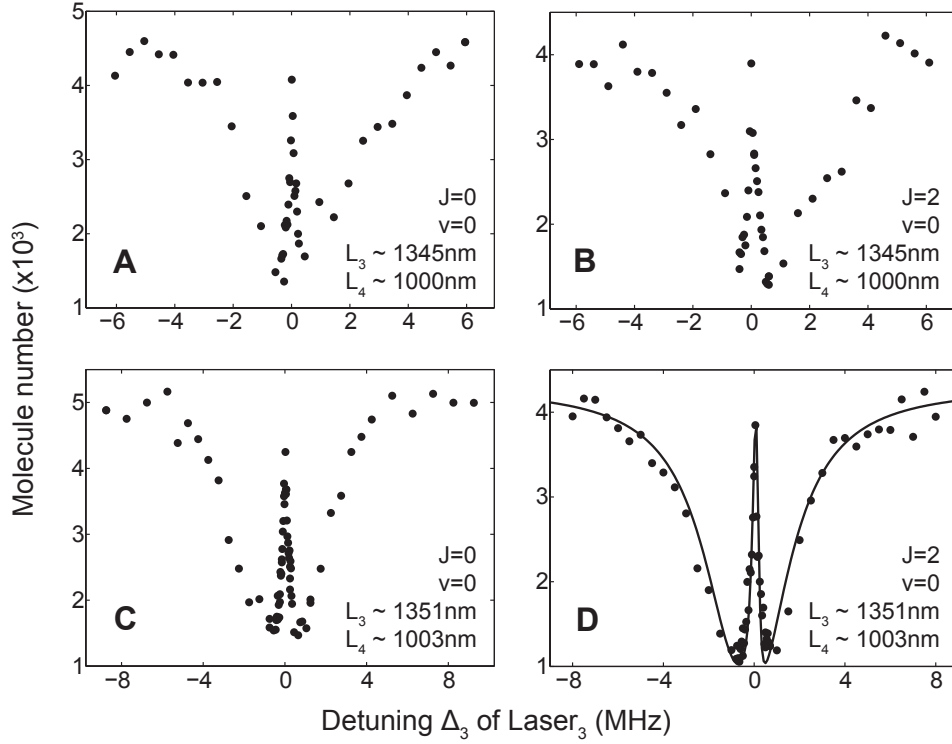 Molecule number (x10³)
5
4
3
2
1
−6
−4
−2
0
2
4
6
A
J=0
v=0
L₃ ~ 1345nm
L₄ ~ 1000nm
4
3
2
1
−6
−4
−2
0
2
4
6
B
J=2
v=0
L₃ ~ 1345nm
L₄ ~ 1000nm
5
4
3
2
1
−8
−4
0
4
8
C
J=0
v=0
L₃ ~ 1351nm
L₄ ~ 1003nm
4
3
2
1
−8
−4
0
4
8
D
J=2
v=0
L₃ ~ 1351nm
L₄ ~ 1003nm
Detuning Δ₃ of Laser₃ (MHz)